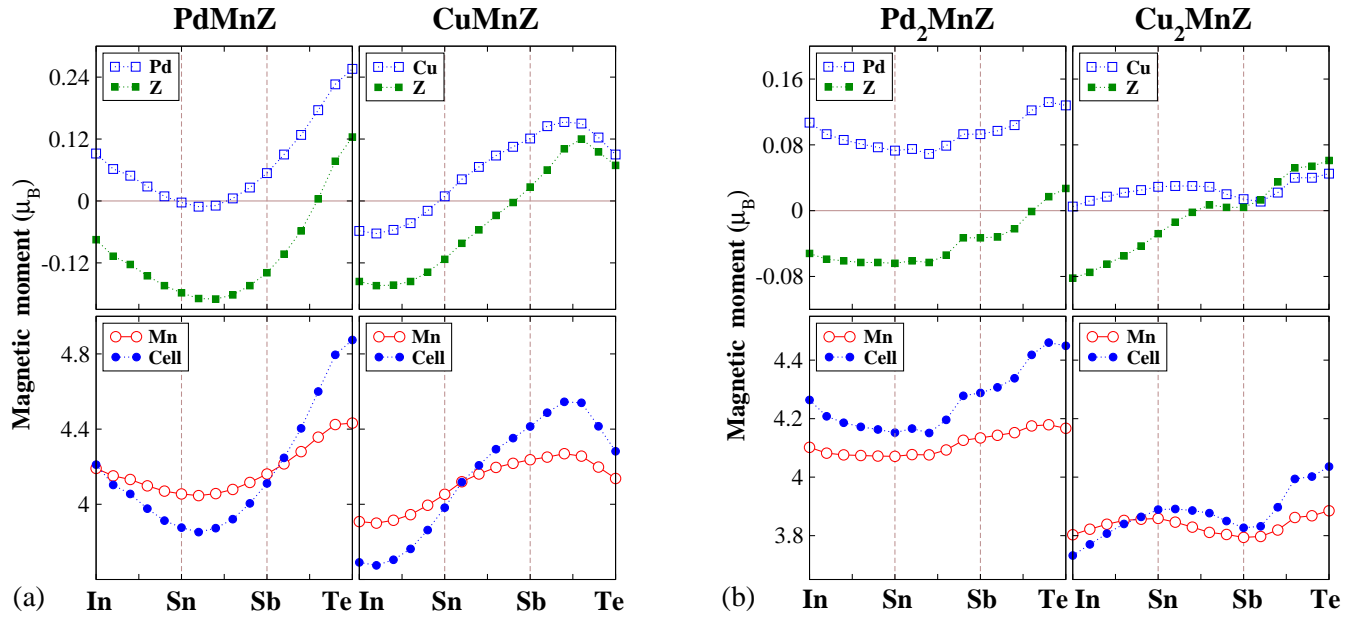 PdMnZ
CuMnZ
Pd
Z
Cu
Z
0.24
0.12
0
-0.12
Magnetic moment (μB)
Mn
Cell
Mn
Cell
4.8
4.4
4
(a)
In
Sn
Sb
Te
In
Sn
Sb
Te
Pd2MnZ
Cu2MnZ
Pd
Z
Cu
Z
0.16
0.08
0
-0.08
Magnetic moment (μB)
Mn
Cell
Mn
Cell
4.4
4.2
4
3.8
(b)
In
Sn
Sb
Te
In
Sn
Sb
Te